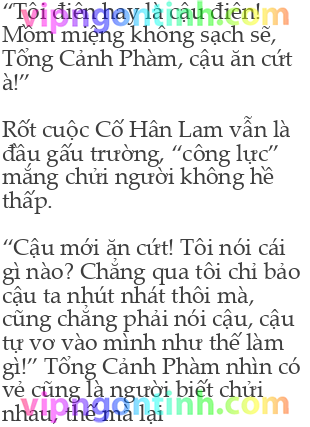 “Tôi điên hay là cậu điên!
vipngontinh.com
Mồm miệng không sạch sẽ,
Tổng Cảnh Phàm, cậu ăn cứt
à!”
Rốt cuộc Cố Hân Lam vẫn là
đầu gấu trường, “công lực”
mắng chửi người không hề
thấp.
“Cậu mới ăn cứt! Tôi nói cái
gì nào? Chẳng qua tôi chỉ bảo
cậu ta nhút nhát thôi mà,
cũng chẳng phải nói cậu, cậu
tự vơ vào mình như thế làm
gì!” Tổng Cảnh Phàm nhìn có
vẻ cũng là người biết chửi
vipngontinh.com
nhau, thế mà lại